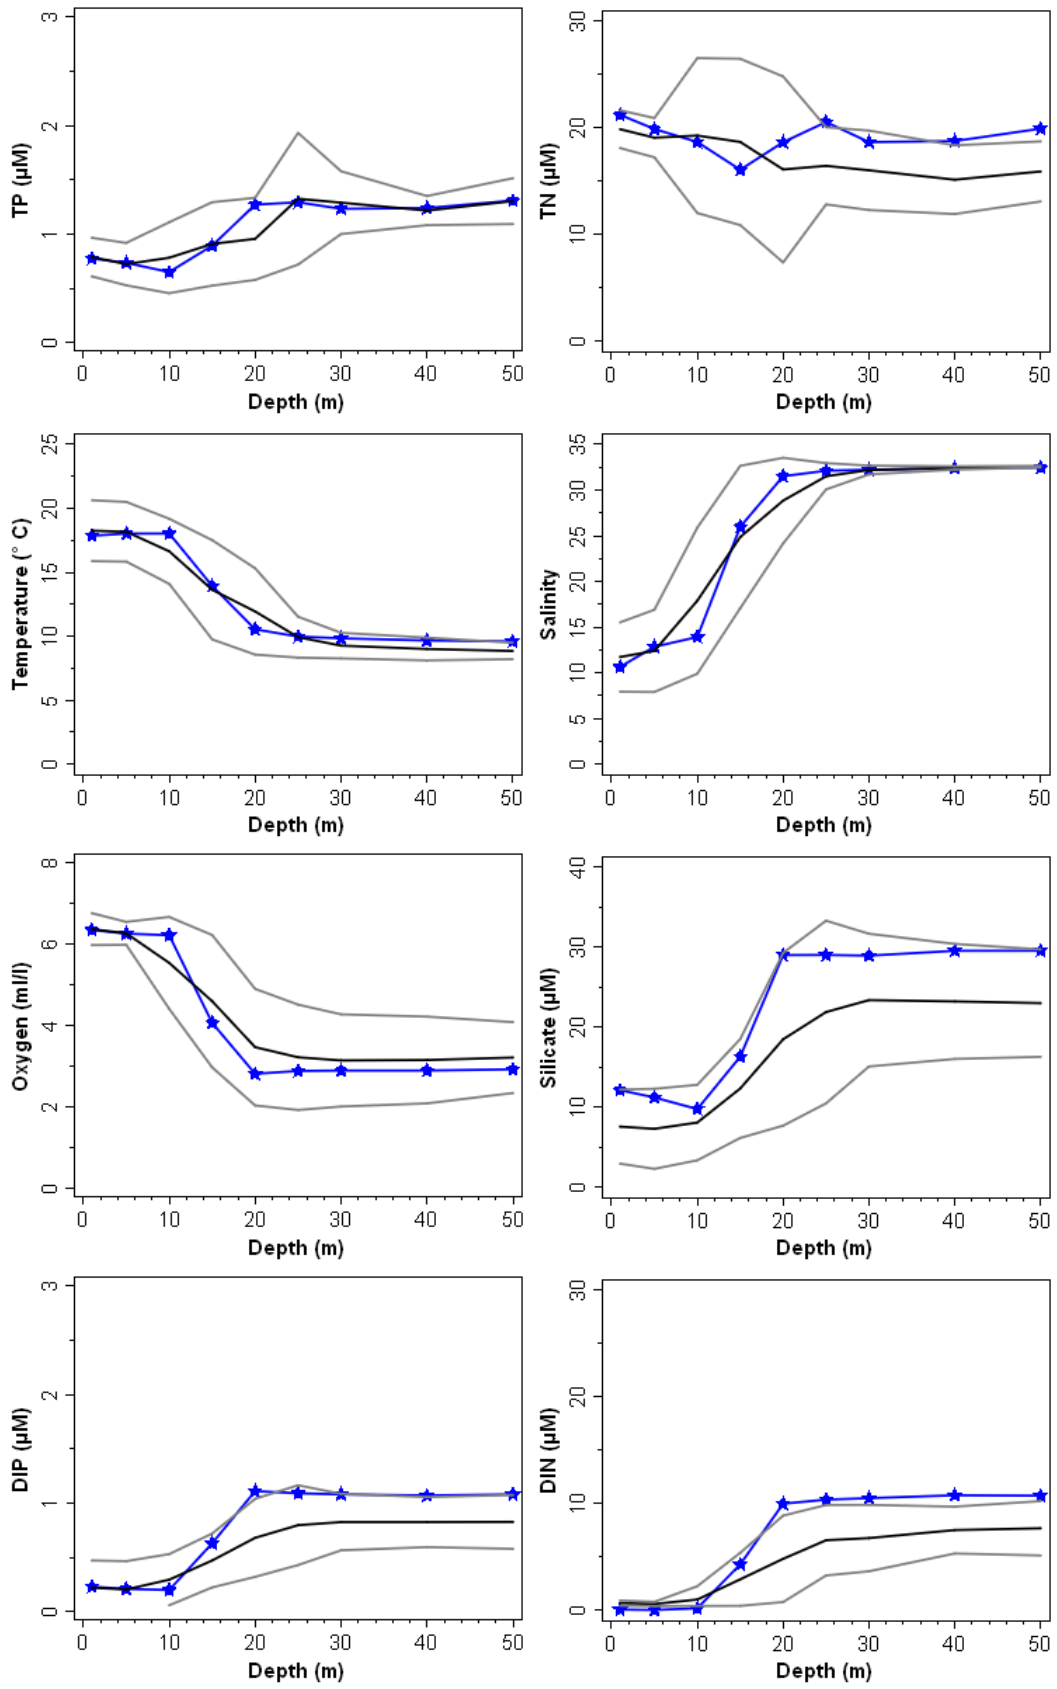 TP (µM)
3
2
1
0
0 10 20 30 40 50
Depth (m)
TN (µM)
30
20
10
0
0 10 20 30 40 50
Depth (m)
Temperature (° C)
25
20
15
10
5
0
0 10 20 30 40 50
Depth (m)
Salinity
35
30
25
20
15
10
5
0
0 10 20 30 40 50
Depth (m)
Oxygen (ml/l)
8
6
4
2
0
0 10 20 30 40 50
Depth (m)
Silicate (µM)
40
30
20
10
0
0 10 20 30 40 50
Depth (m)
DIP (µM)
3
2
1
0
0 10 20 30 40 50
Depth (m)
DIN (µM)
30
20
10
0
0 10 20 30 40 50
Depth (m)